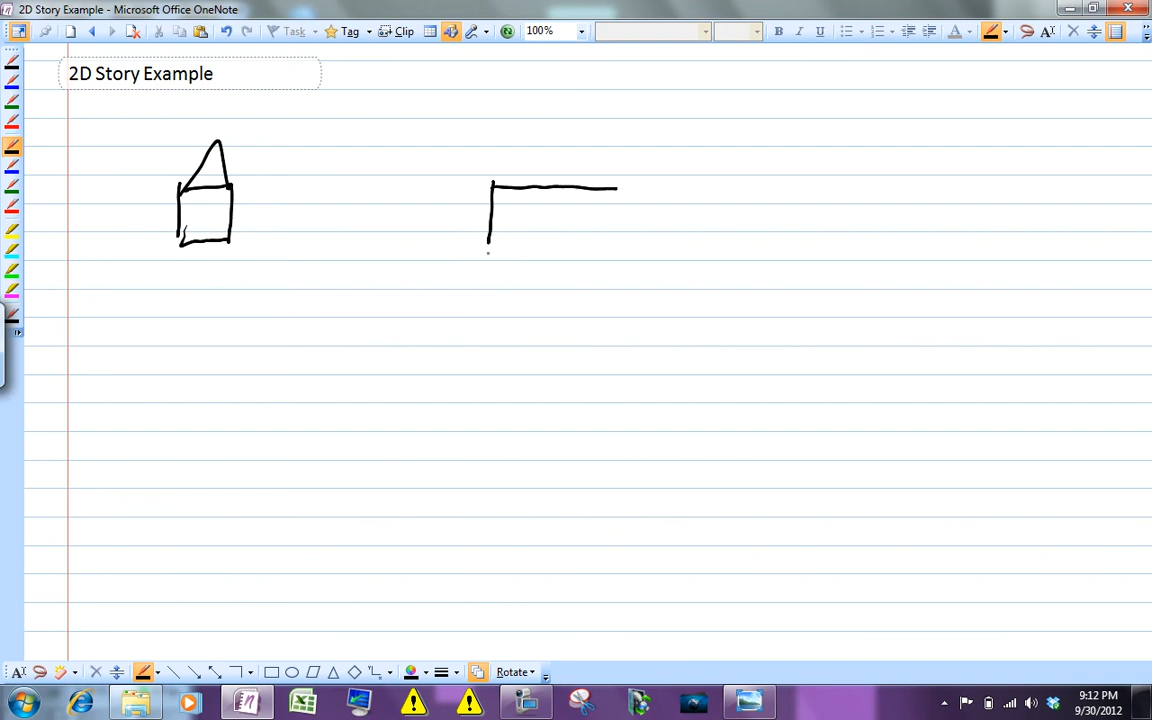 2D Story Example - Microsoft Office OneNote
Task Tag Clip 100% B I U A
2D Story Example
Rotate
9:12 PM
9/30/2012